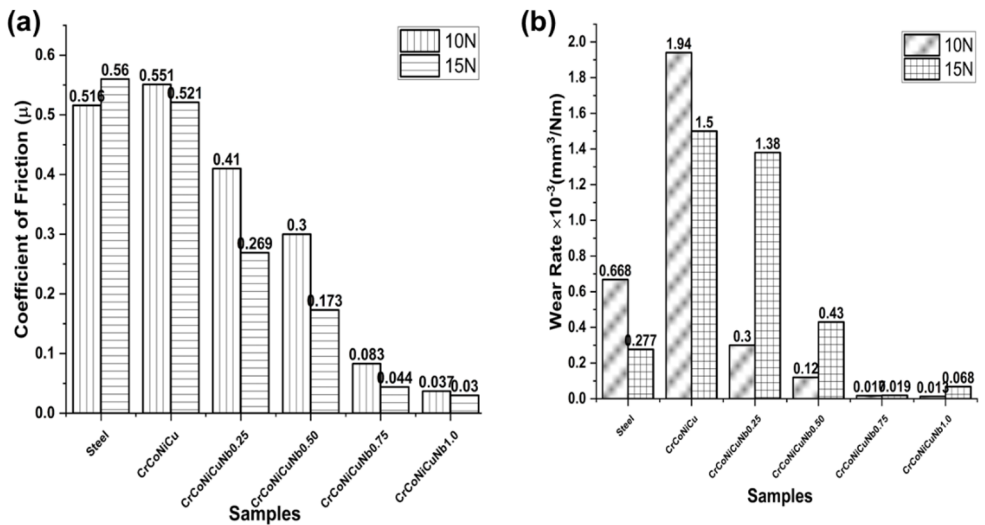 (a)
10N
15N
Coefficient of Friction (μ)
0.6
0.5
0.4
0.3
0.2
0.1
0.0
0.516
0.56
0.551
0.521
0.41
0.269
0.3
0.173
0.083
0.044
0.037
0.03
Steel
CrCoNiCu
CrCoNiCuNb0.25
CrCoNiCuNb0.50
CrCoNiCuNb0.75
CrCoNiCuNb1.0
Samples
(b)
10N
15N
Wear Rate ×10⁻³(mm³/Nm)
2.0
1.8
1.6
1.4
1.2
1.0
0.8
0.6
0.4
0.2
0.0
0.668
0.277
1.94
1.5
0.3
1.38
0.12
0.43
0.017
0.019
0.013
0.068
Steel
CrCoNiCu
CrCoNiCuNb0.25
CrCoNiCuNb0.50
CrCoNiCuNb0.75
CrCoNiCuNb1.0
Samples